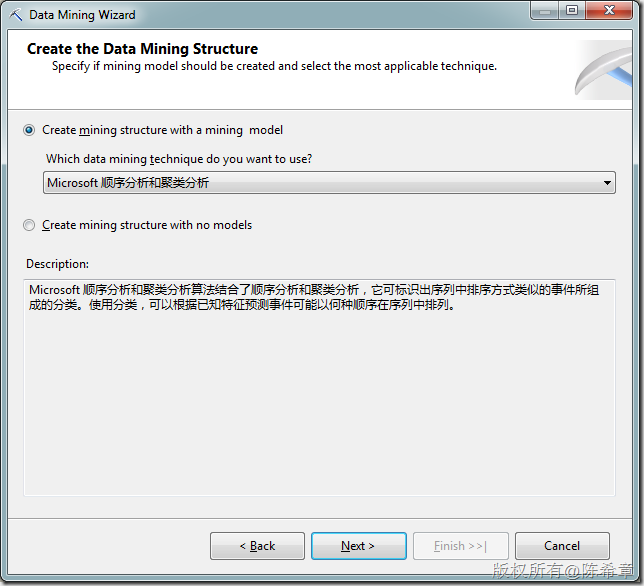 Data Mining Wizard
Create the Data Mining Structure
Specify if mining model should be created and select the most applicable technique.
Create mining structure with a mining  model
Which data mining technique do you want to use?
Microsoft 顺序分析和聚类分析
Create mining structure with no models
Description:
Microsoft 顺序分析和聚类分析算法结合了顺序分析和聚类分析，它可标识出序列中排序方式类似的事件所组
成的分类。使用分类，可以根据已知特征预测事件可能以何种顺序在序列中排列。
< Back
Next >
Finish >>|
Cancel
版权所有@陈希章